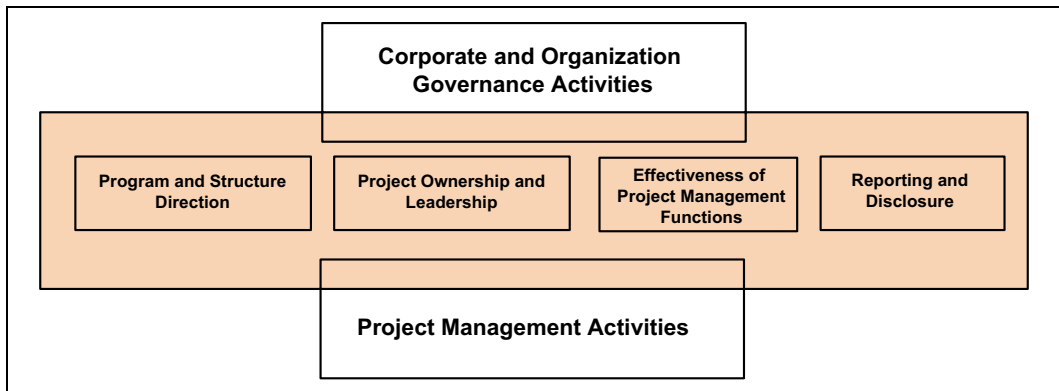 Corporate and Organization
Governance Activities
Program and Structure
Direction
Project Ownership and
Leadership
Effectiveness of
Project Management
Functions
Reporting and
Disclosure
Project Management Activities